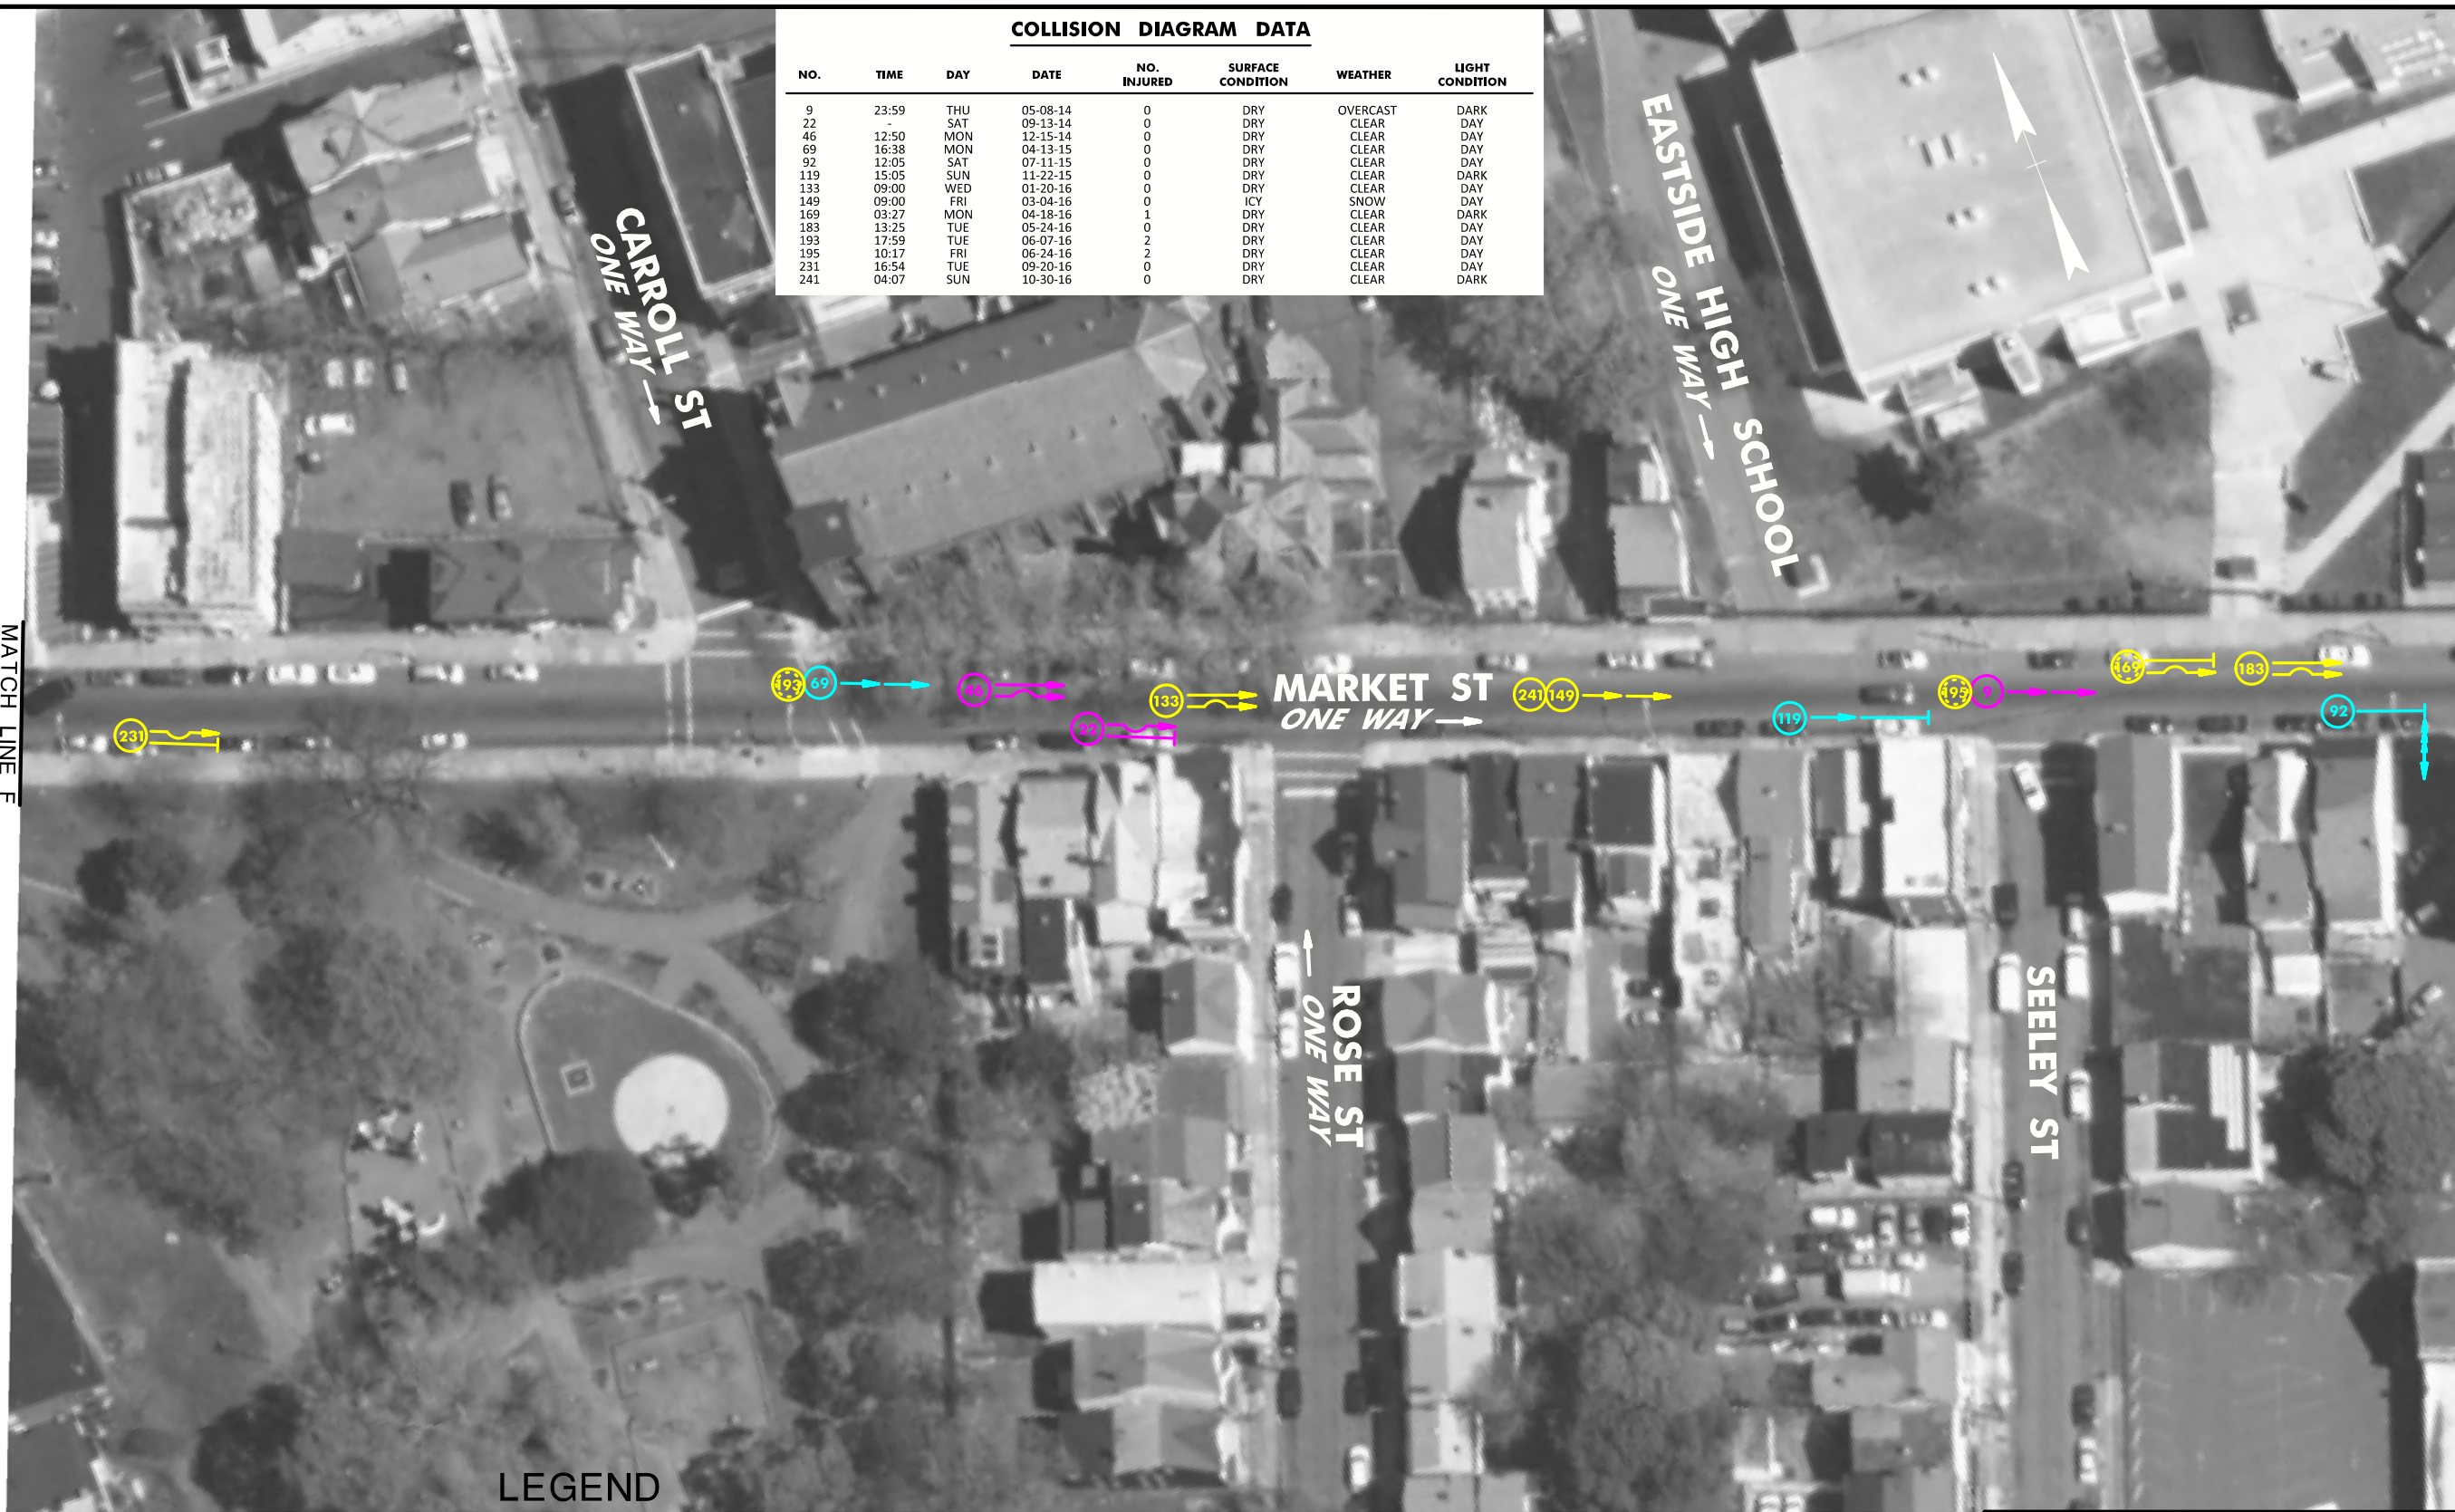 COLLISION DIAGRAM DATA
NO. TIME DAY DATE NO. INJURED SURFACE CONDITION WEATHER LIGHT CONDITION
9 23:59 THU 05-08-14 0 DRY OVERCAST DARK
22 - SAT 09-13-14 0 DRY CLEAR DAY
46 12:50 MON 12-15-14 0 DRY CLEAR DAY
69 16:38 MON 04-13-15 0 DRY CLEAR DAY
92 12:05 SAT 07-11-15 0 DRY CLEAR DAY
119 15:05 SUN 11-22-15 0 DRY CLEAR DARK
133 09:00 WED 01-20-16 0 DRY CLEAR DAY
149 09:00 FRI 03-04-16 0 ICY SNOW DAY
169 03:27 MON 04-18-16 1 DRY CLEAR DARK
183 13:25 TUE 05-24-16 0 DRY CLEAR DAY
193 17:59 TUE 06-07-16 2 DRY CLEAR DAY
195 10:17 FRI 06-24-16 2 DRY CLEAR DAY
231 16:54 TUE 09-20-16 0 DRY CLEAR DAY
241 04:07 SUN 10-30-16 0 DRY CLEAR DARK
CARROLL ST
ONE WAY
EASTSIDE HIGH SCHOOL
ONE WAY
MATCH LINE F
231
193 69
46
22
133
MARKET ST
ONE WAY
241 149
119
195 9
169
183
92
ROSE ST
ONE WAY
SEELEY ST
LEGEND